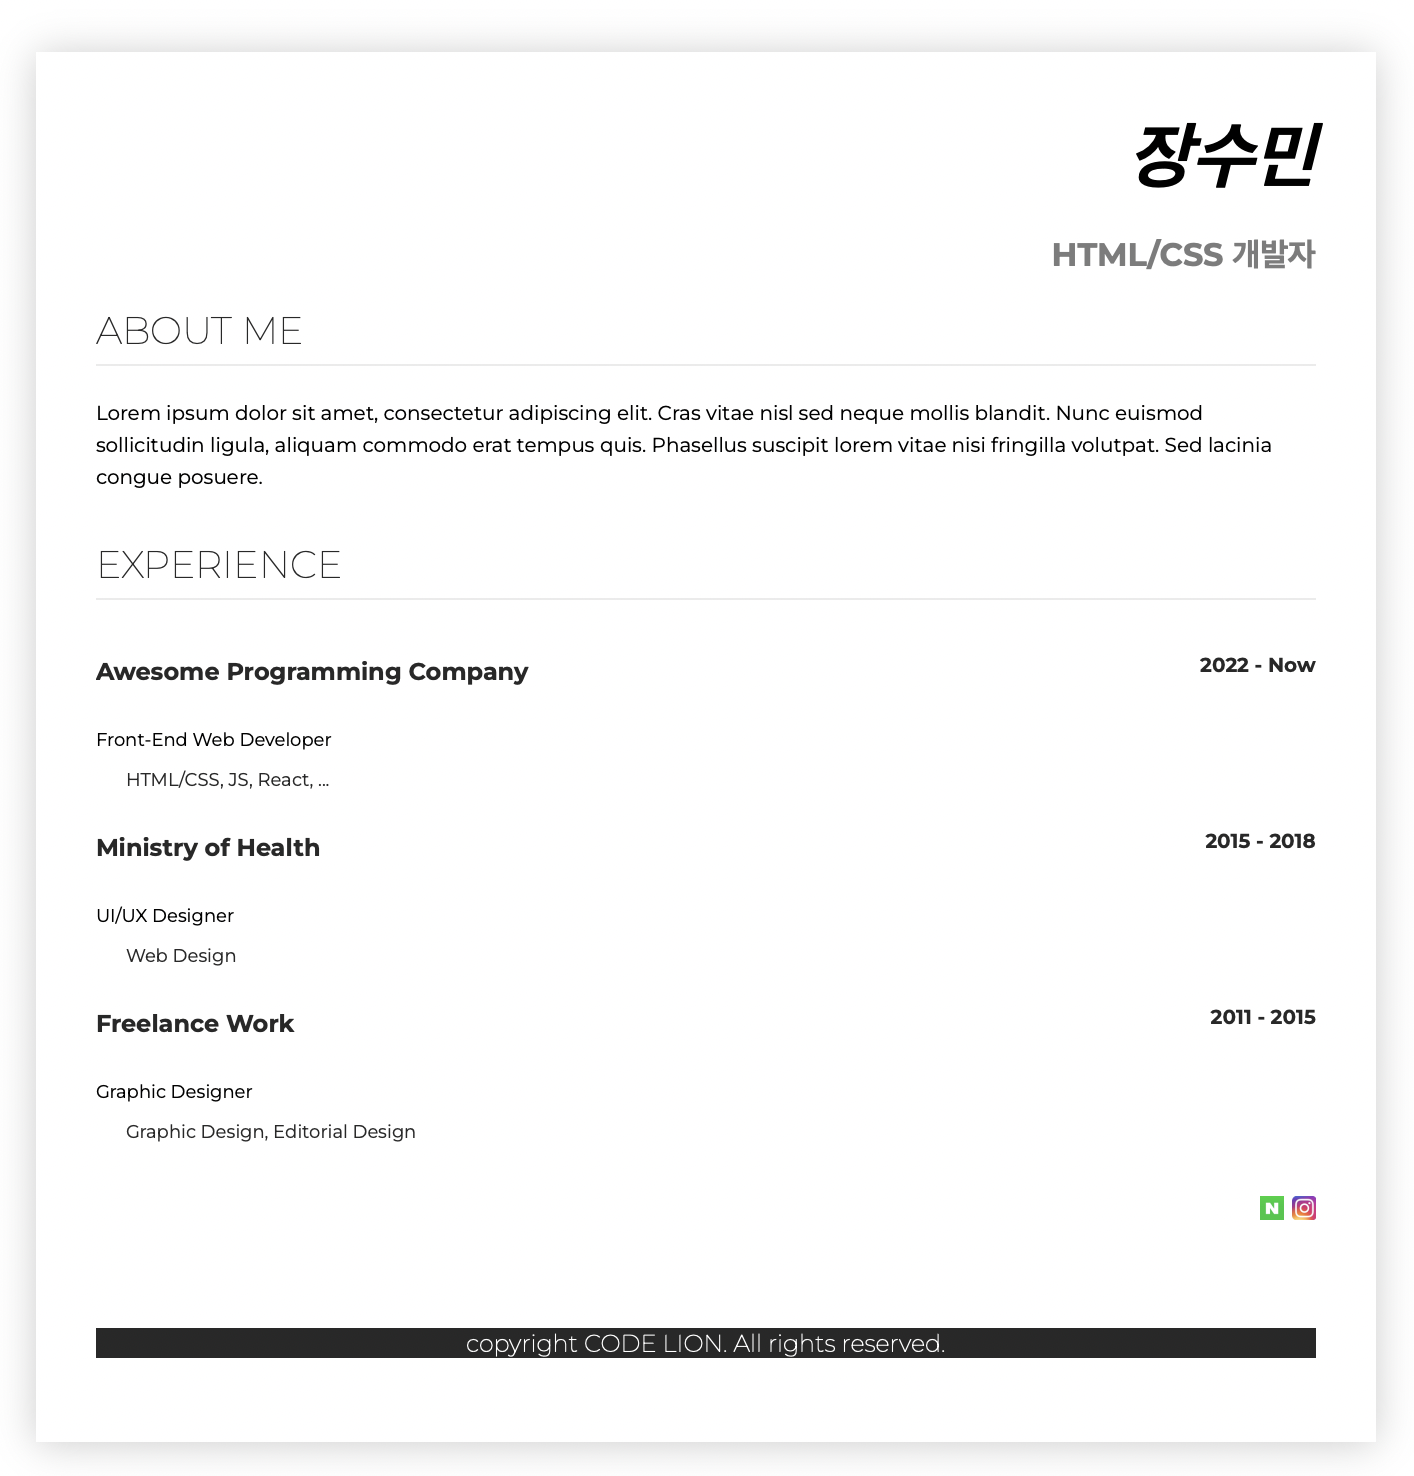 장수민
HTML/CSS 개발자
ABOUT ME
Lorem ipsum dolor sit amet, consectetur adipiscing elit. Cras vitae nisl sed neque mollis blandit. Nunc euismod
sollicitudin ligula, aliquam commodo erat tempus quis. Phasellus suscipit lorem vitae nisi fringilla volutpat. Sed lacinia
congue posuere.
EXPERIENCE
Awesome Programming Company
2022 - Now
Front-End Web Developer
HTML/CSS, JS, React, ...
Ministry of Health
2015 - 2018
UI/UX Designer
Web Design
Freelance Work
2011 - 2015
Graphic Designer
Graphic Design, Editorial Design
N
copyright CODE LION. All rights reserved.